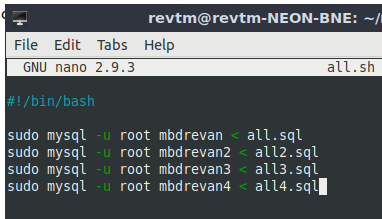 revtm@revtm-NEON-BNE: ~/
File Edit Tabs Help
GNU nano 2.9.3 all.sh
#!/bin/bash
sudo mysql -u root mbdrevan < all.sql
sudo mysql -u root mbdrevan2 < all2.sql
sudo mysql -u root mbdrevan3 < all3.sql
sudo mysql -u root mbdrevan4 < all4.sql